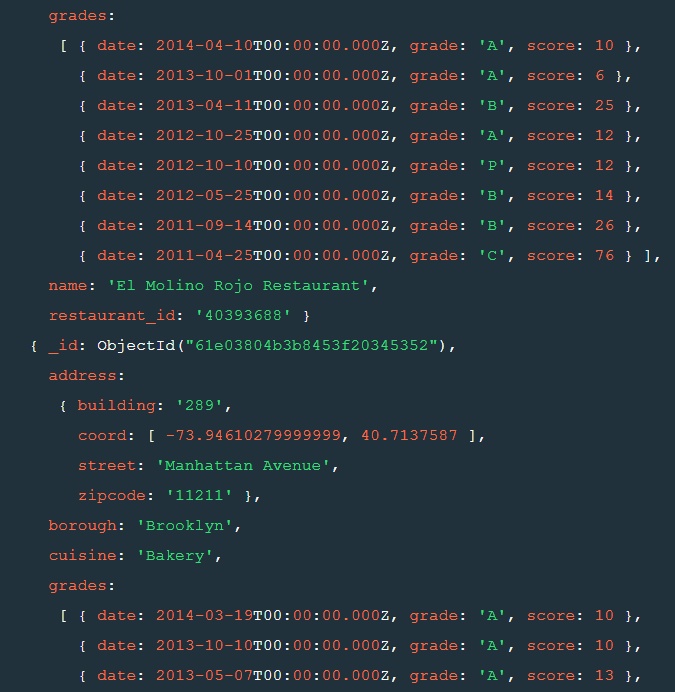 grades:
[ { date: 2014-04-10T00:00:00.000Z, grade: 'A', score: 10 },
{ date: 2013-10-01T00:00:00.000Z, grade: 'A', score: 6 },
{ date: 2013-04-11T00:00:00.000Z, grade: 'B', score: 25 },
{ date: 2012-10-25T00:00:00.000Z, grade: 'A', score: 12 },
{ date: 2012-10-10T00:00:00.000Z, grade: 'P', score: 12 },
{ date: 2012-05-25T00:00:00.000Z, grade: 'B', score: 14 },
{ date: 2011-09-14T00:00:00.000Z, grade: 'B', score: 26 },
{ date: 2011-04-25T00:00:00.000Z, grade: 'C', score: 76 } ],
name: 'El Molino Rojo Restaurant',
restaurant_id: '40393688' }
{ _id: ObjectId("61e03804b3b8453f20345352"),
address:
{ building: '289',
coord: [ -73.94610279999999, 40.7137587 ],
street: 'Manhattan Avenue',
zipcode: '11211' },
borough: 'Brooklyn',
cuisine: 'Bakery',
grades:
[ { date: 2014-03-19T00:00:00.000Z, grade: 'A', score: 10 },
{ date: 2013-10-10T00:00:00.000Z, grade: 'A', score: 10 },
{ date: 2013-05-07T00:00:00.000Z, grade: 'A', score: 13 },